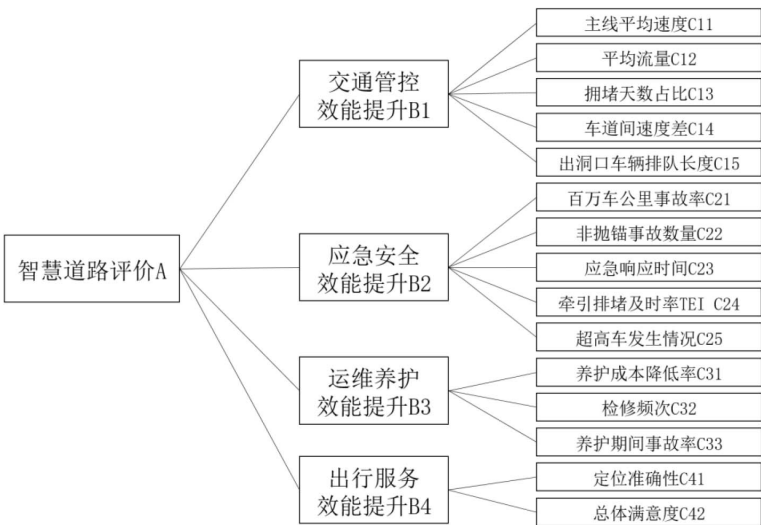 智慧道路评价A
交通管控
效能提升B1
主线平均速度C11
平均流量C12
拥堵天数占比C13
车道间速度差C14
出洞口车辆排队长度C15
应急安全
效能提升B2
百万车公里事故率C21
非抛锚事故数量C22
应急响应时间C23
牵引排堵及时率TEI C24
超高车发生情况C25
运维养护
效能提升B3
养护成本降低率C31
检修频次C32
养护期间事故率C33
出行服务
效能提升B4
定位准确性C41
总体满意度C42